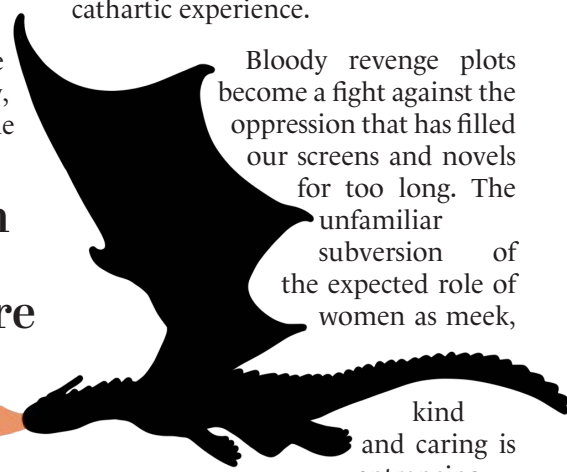 cathartic experience.
Bloody revenge plots
become a fight against the
oppression that has filled
our screens and novels
for too long. The
unfamiliar
subversion of
the expected role of
women as meek,
kind
and caring is